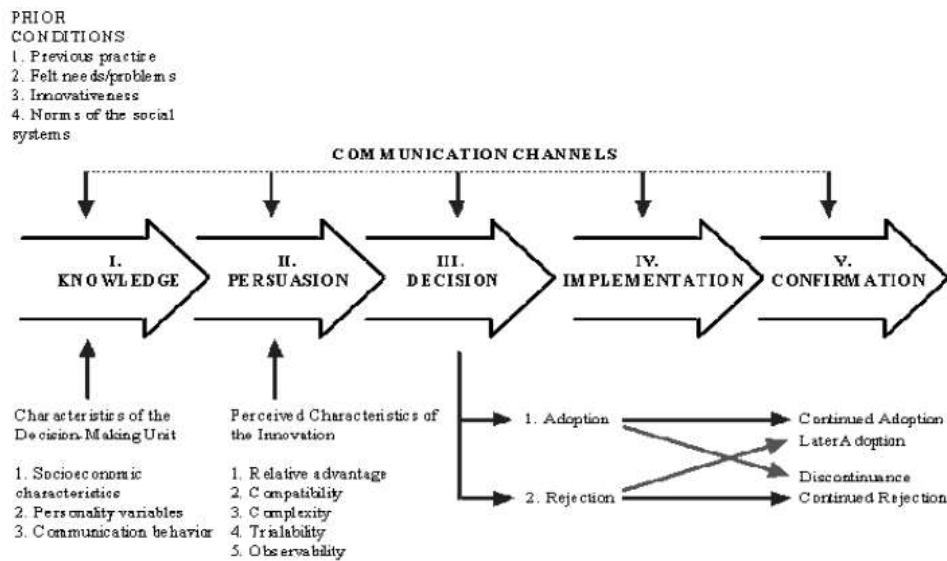 PRIOR
CONDITIONS
1. Previous practice
2. Felt needs/problems
3. Innovativeness
4. Norms of the social
systems
COMMUNICATION CHANNELS
I.
KNOWLEDGE
II.
PERSUASION
III.
DECISION
IV.
IMPLEMENTATION
V.
CONFIRMATION
Characteristics of the
Decision-Making Unit
1. Socioeconomic
characteristics
2. Personality variables
3. Communication behavior
Perceived Characteristics of
the Innovation
1. Relative advantage
2. Compatibility
3. Complexity
4. Trialability
5. Observability
1. Adoption
2. Rejection
Continued Adoption
Later Adoption
Discontinuance
Continued Rejection